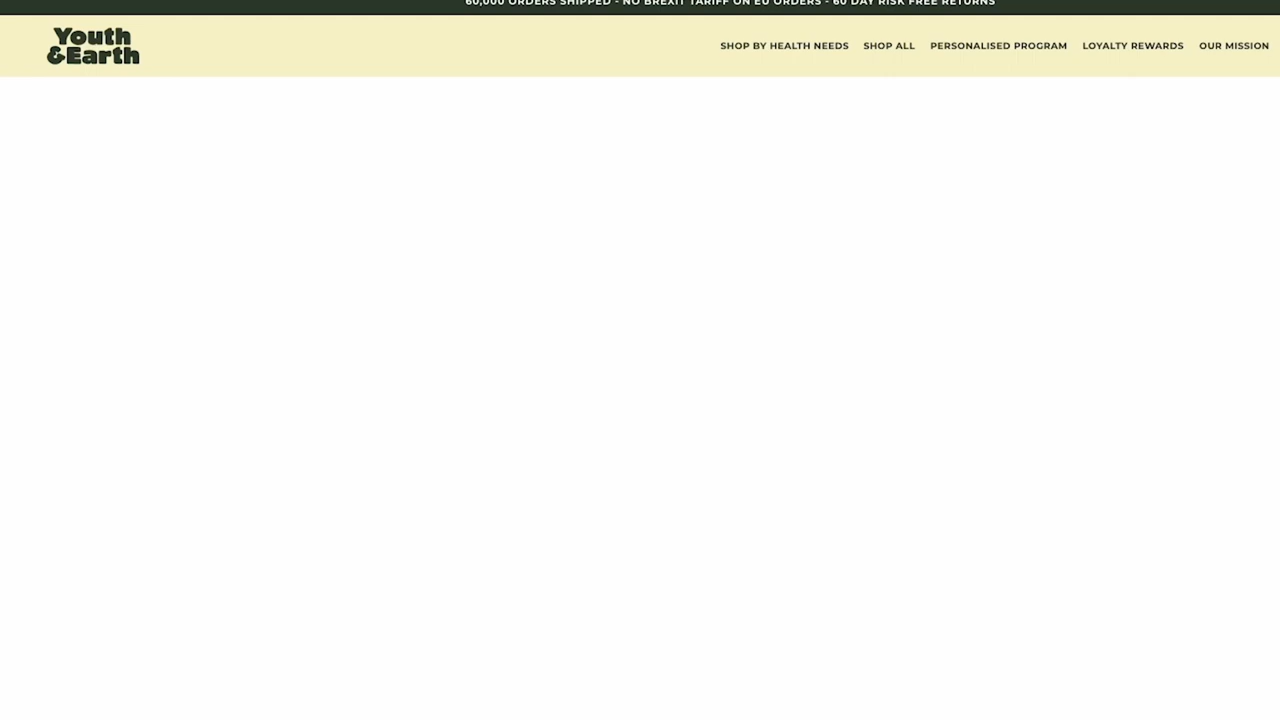 60,000 ORDERS SHIPPED - NO BREXIT TARIFF ON EU ORDERS - 60 DAY RISK FREE RETURNS
Youth
&Earth
SHOP BY HEALTH NEEDS SHOP ALL PERSONALISED PROGRAM LOYALTY REWARDS OUR MISSION